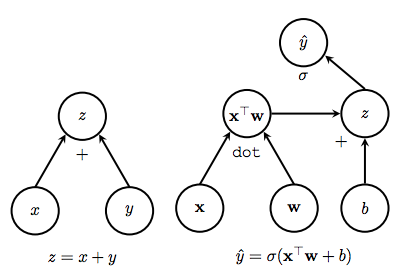 z
+
x
y
z = x + y
ŷ
σ
x⊤w
dot
z
+
x
w
b
ŷ = σ(x⊤w + b)